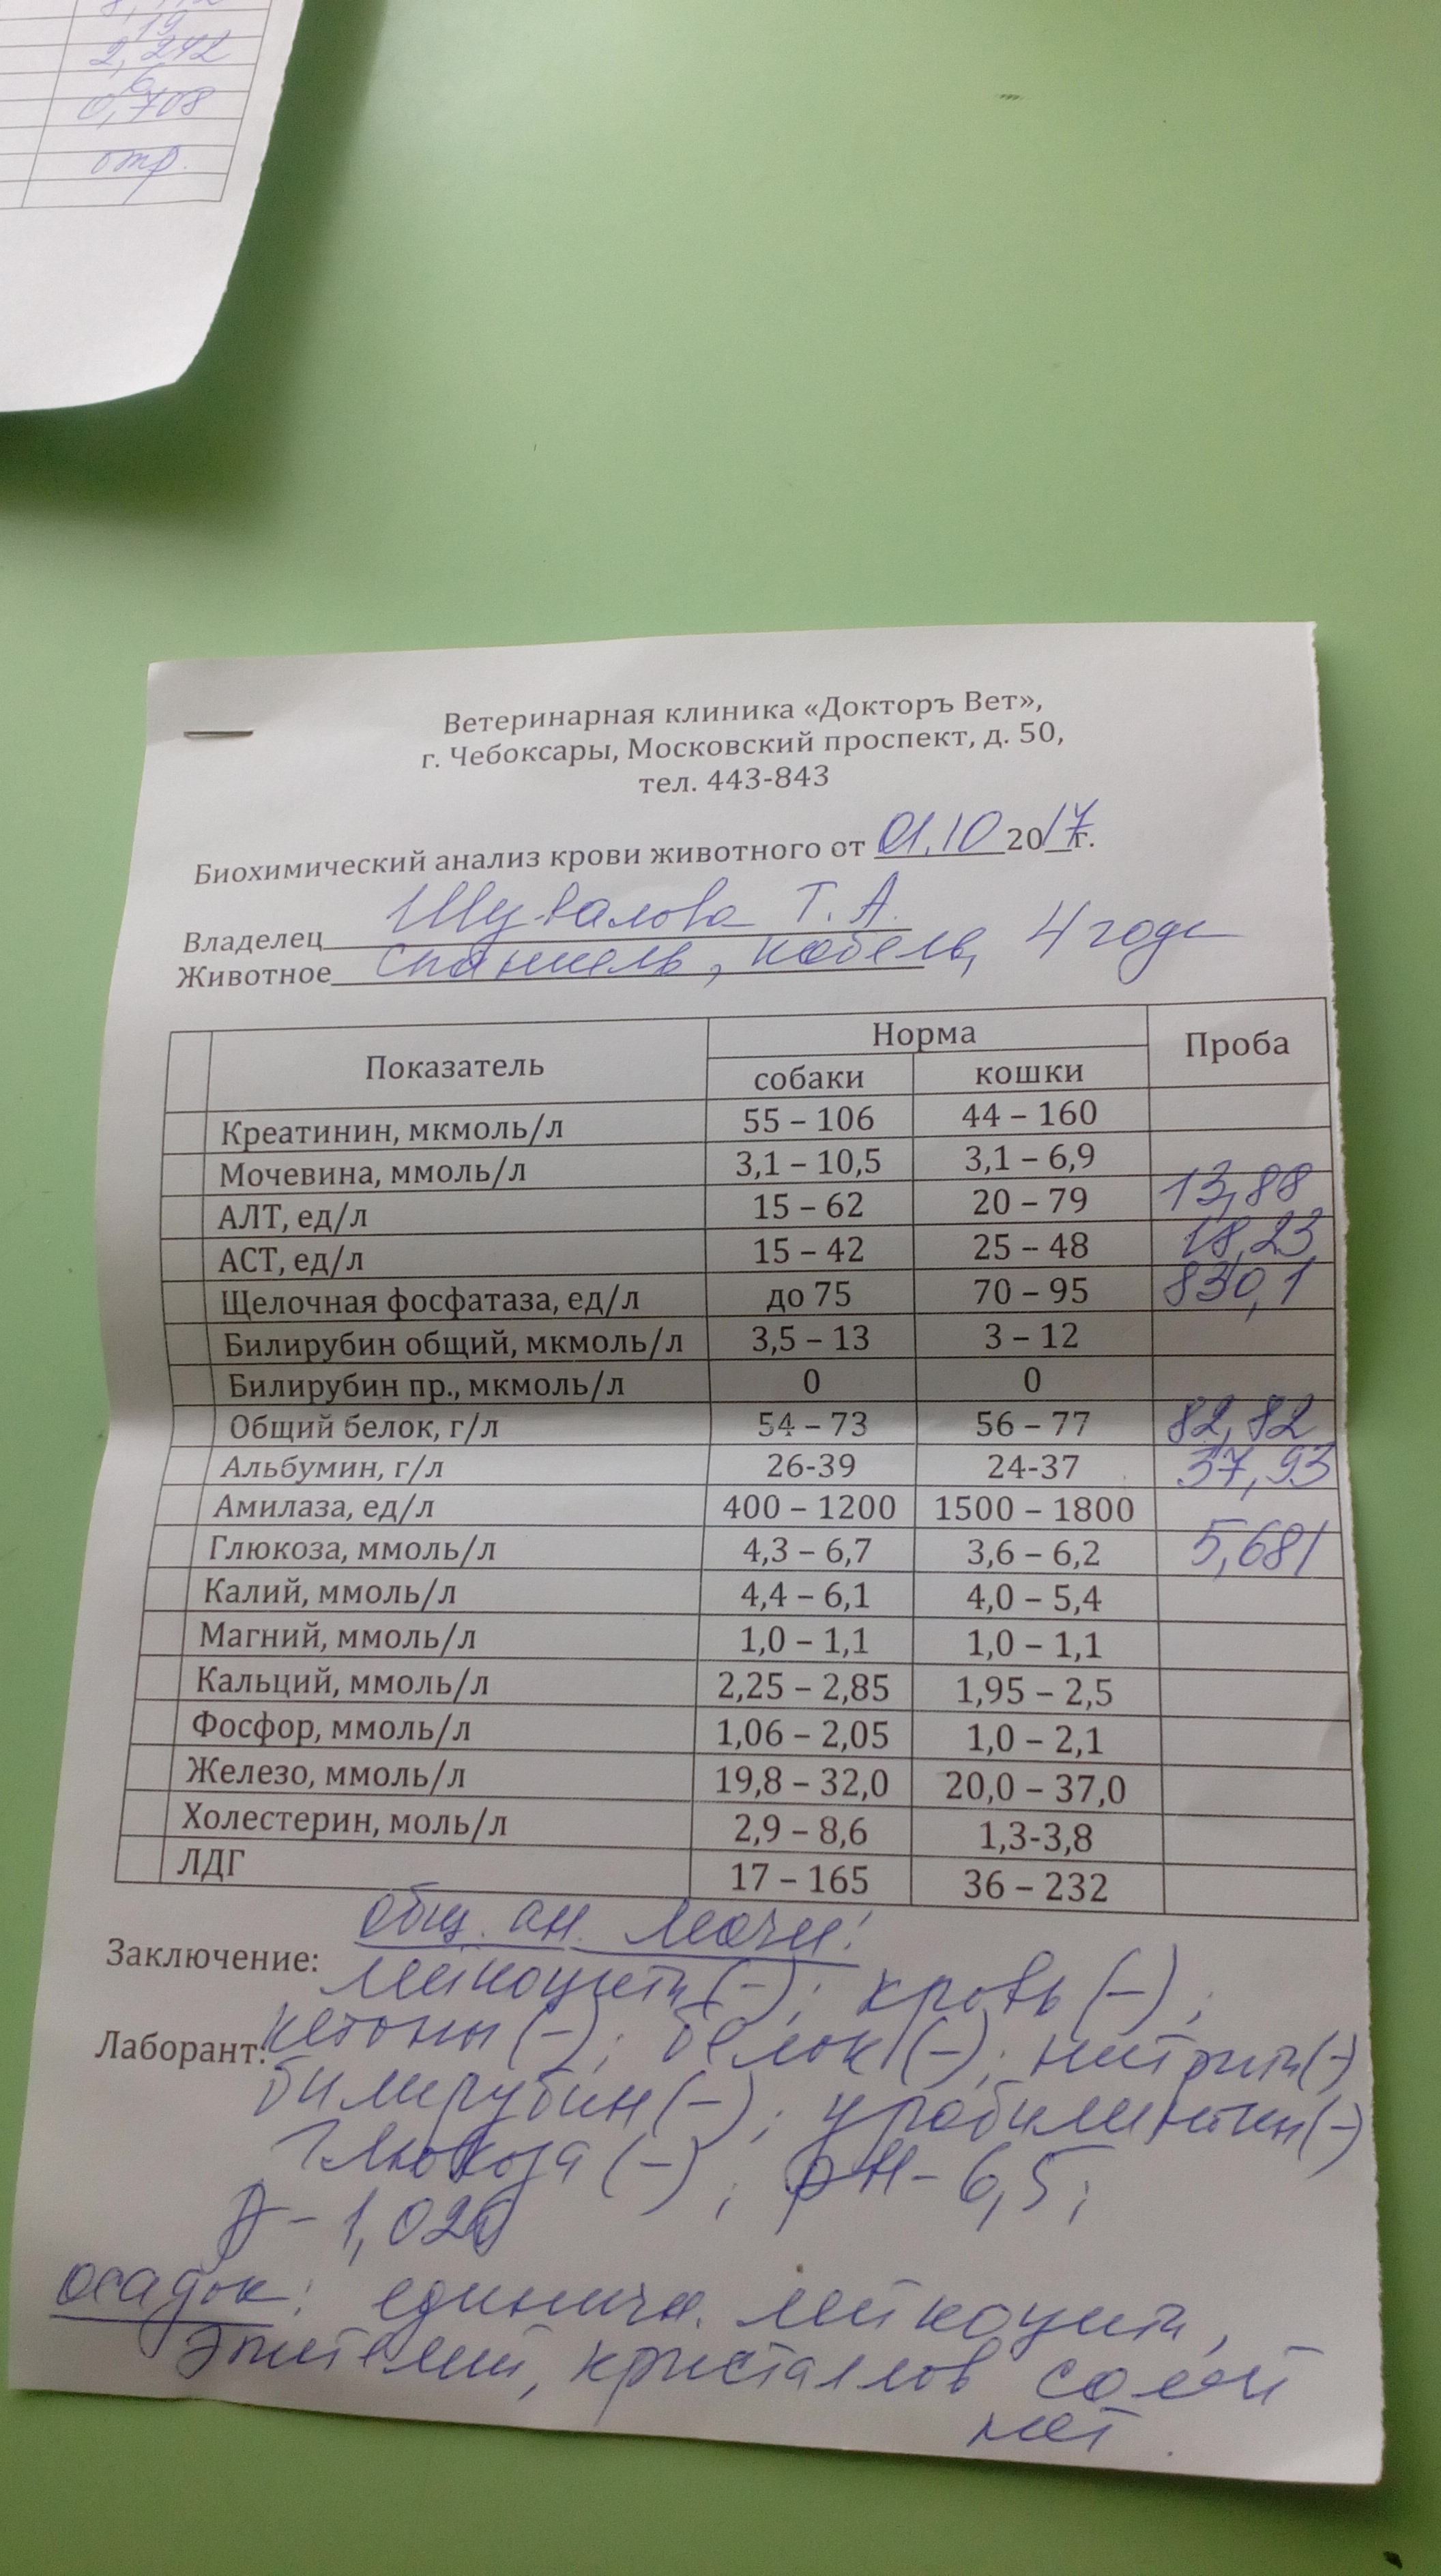 19
2,242
6
0,708
отр.
Ветеринарная клиника «Докторъ Вет»,
г. Чебоксары, Московский проспект, д. 50,
тел. 443-843
Биохимический анализ крови животного от 01.10 2017г.
Владелец Шувалова Т. А.
Животное спаниель, кобель, 4 года
Показатель Норма Проба
собаки кошки
Креатинин, мкмоль/л 55 – 106 44 – 160
Мочевина, ммоль/л 3,1 – 10,5 3,1 – 6,9
АЛТ, ед/л 15 – 62 20 – 79 13,88
АСТ, ед/л 15 – 42 25 – 48 18,23
Щелочная фосфатаза, ед/л до 75 70 – 95 830,1
Билирубин общий, мкмоль/л 3,5 – 13 3 – 12
Билирубин пр., мкмоль/л 0 0
Общий белок, г/л 54 – 73 56 – 77 82,82
Альбумин, г/л 26-39 24-37 37,93
Амилаза, ед/л 400 – 1200 1500 – 1800
Глюкоза, ммоль/л 4,3 – 6,7 3,6 – 6,2 5,681
Калий, ммоль/л 4,4 – 6,1 4,0 – 5,4
Магний, ммоль/л 1,0 – 1,1 1,0 – 1,1
Кальций, ммоль/л 2,25 – 2,85 1,95 – 2,5
Фосфор, ммоль/л 1,06 – 2,05 1,0 – 2,1
Железо, ммоль/л 19,8 – 32,0 20,0 – 37,0
Холестерин, моль/л 2,9 – 8,6 1,3-3,8
ЛДГ 17 – 165 36 – 232
общ. ан. мочи:
Заключение: лейкоциты (–); кровь (–);
Лаборант: кетоны (–); белок (–); нитриты (–)
билирубин (–); уробилиноген (–)
глюкоза (–); рН – 6,5;
– 1,020
осадок: единичн. лейкоциты,
эпителий, кристаллов солей
нет.